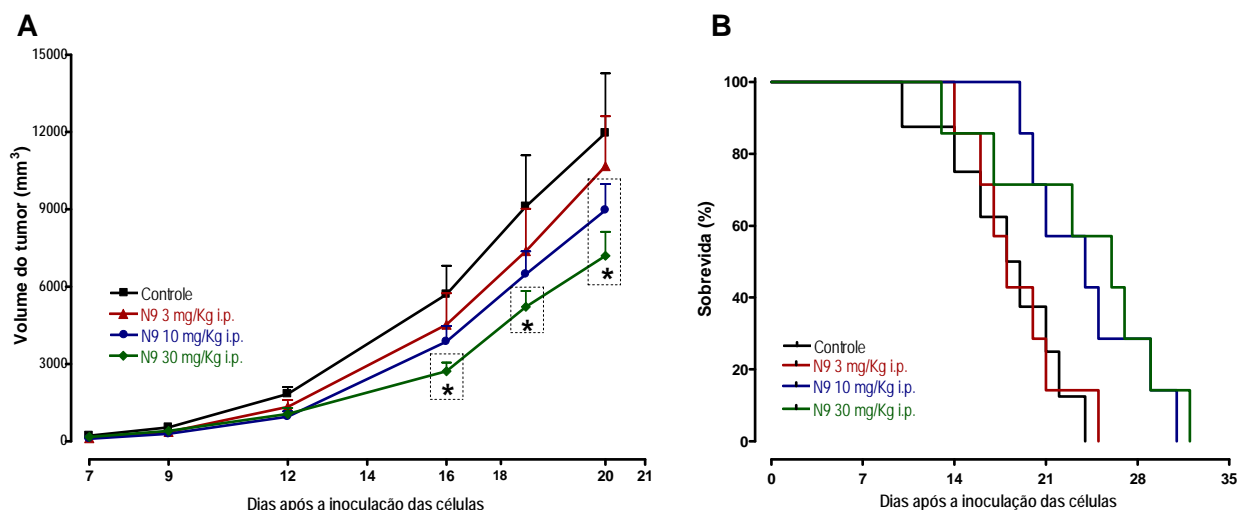 A
Volume do tumor (mm³)
15000
12000
9000
6000
3000
0
Controle
N9 3 mg/Kg i.p.
N9 10 mg/Kg i.p.
N9 30 mg/Kg i.p.
*
*
*
7 9 12 14 16 18 20 21
Dias após a inoculação das células
B
Sobrevida (%)
100
80
60
40
20
0
Controle
N9 3 mg/Kg i.p.
N9 10 mg/Kg i.p.
N9 30 mg/Kg i.p.
0 7 14 21 28 35
Dias após a inoculação das células